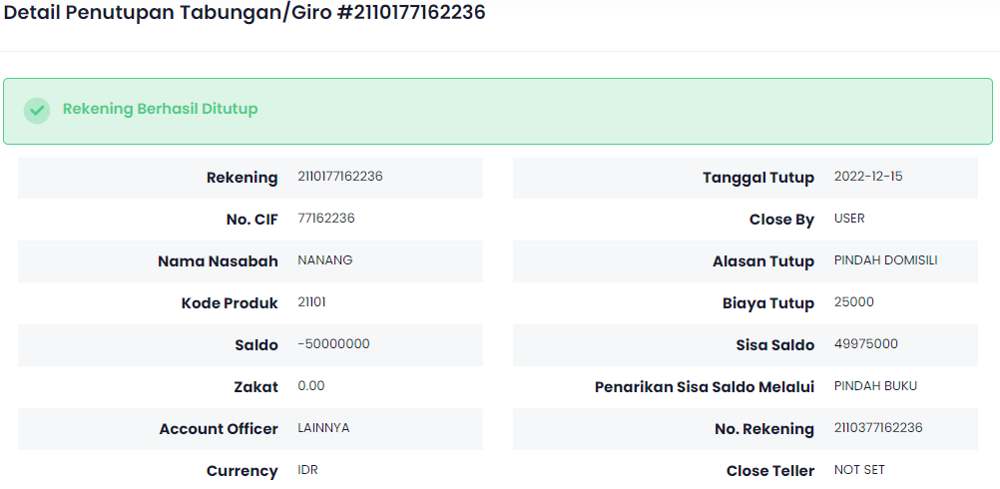 Detail Penutupan Tabungan/Giro #2110177162236
Rekening Berhasil Ditutup
Rekening 2110177162236
Tanggal Tutup 2022-12-15
No. CIF 77162236
Close By USER
Nama Nasabah NANANG
Alasan Tutup PINDAH DOMISILI
Kode Produk 21101
Biaya Tutup 25000
Saldo -50000000
Sisa Saldo 49975000
Zakat 0.00
Penarikan Sisa Saldo Melalui PINDAH BUKU
Account Officer LAINNYA
No. Rekening 2110377162236
Currency IDR
Close Teller NOT SET